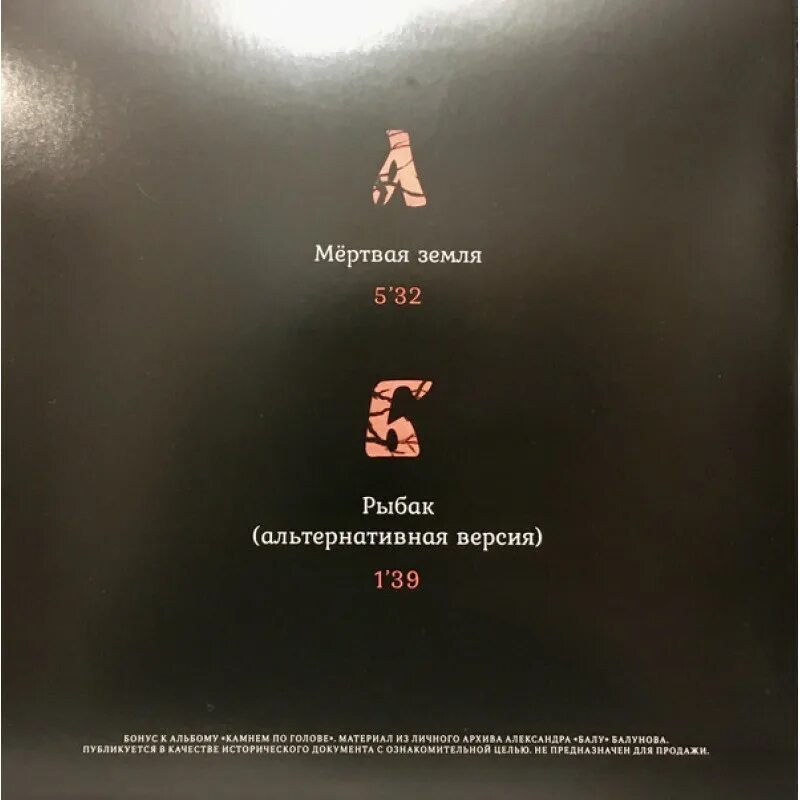 А
Мёртвая земля
5'32
Б
Рыбак
(альтернативная версия)
1'39
БОНУС К АЛЬБОМУ «КАМНЕМ ПО ГОЛОВЕ». МАТЕРИАЛ ИЗ ЛИЧНОГО АРХИВА АЛЕКСАНДРА «БАЛУ» БАЛУНОВА.
ПУБЛИКУЕТСЯ В КАЧЕСТВЕ ИСТОРИЧЕСКОГО ДОКУМЕНТА С ОЗНАКОМИТЕЛЬНОЙ ЦЕЛЬЮ. НЕ ПРЕДНАЗНАЧЕН ДЛЯ ПРОДАЖИ.